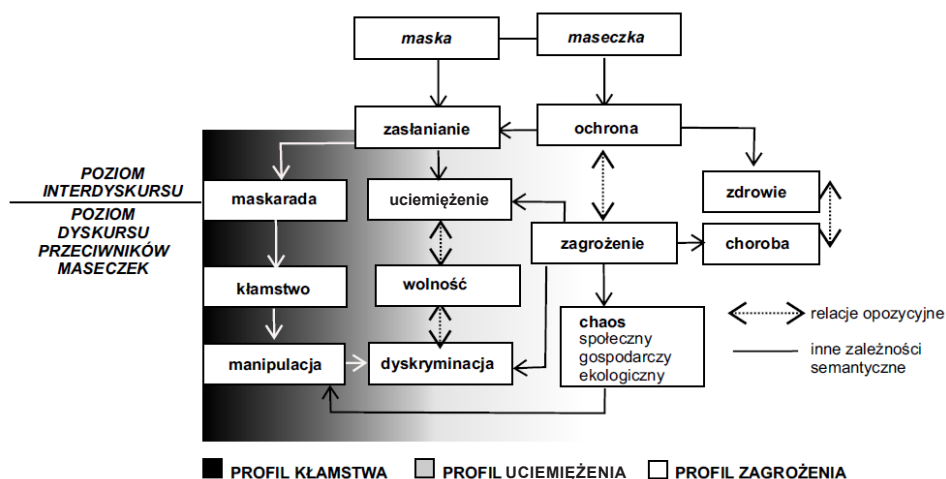 maska
maseczka
zasłanianie
ochrona
POZIOM
INTERDYSKURSU
POZIOM
DYSKURSU
PRZECIWNIKÓW
MASECZEK
maskarada
uciemiężenie
zdrowie
zagrożenie
choroba
kłamstwo
wolność
chaos
społeczny
gospodarczy
ekologiczny
manipulacja
dyskryminacja
relacje opozycyjne
inne zależności
semantyczne
PROFIL KŁAMSTWA
PROFIL UCIEMIĘŻENIA
PROFIL ZAGROŻENIA